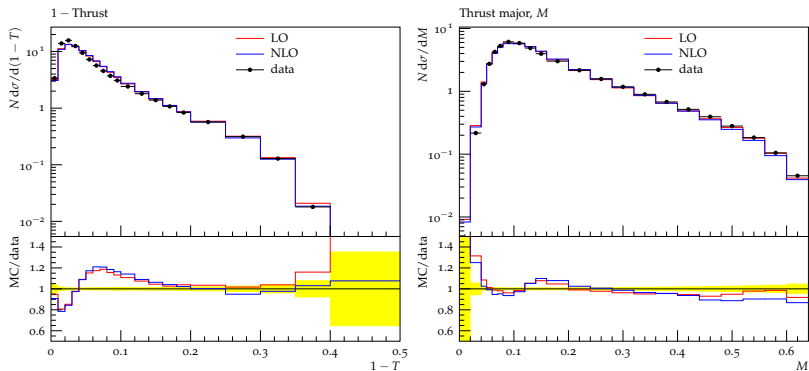 1 − Thrust
N dσ/d(1 − T)
LO
NLO
data
10^1
1
10^−1
10^−2
MC/data
1.4
1.2
1
0.8
0.6
0 0.1 0.2 0.3 0.4 0.5
1 − T
Thrust major, M
N dσ/dM
LO
NLO
data
10^1
1
10^−1
10^−2
MC/data
1.4
1.2
1
0.8
0.6
0 0.1 0.2 0.3 0.4 0.5 0.6
M